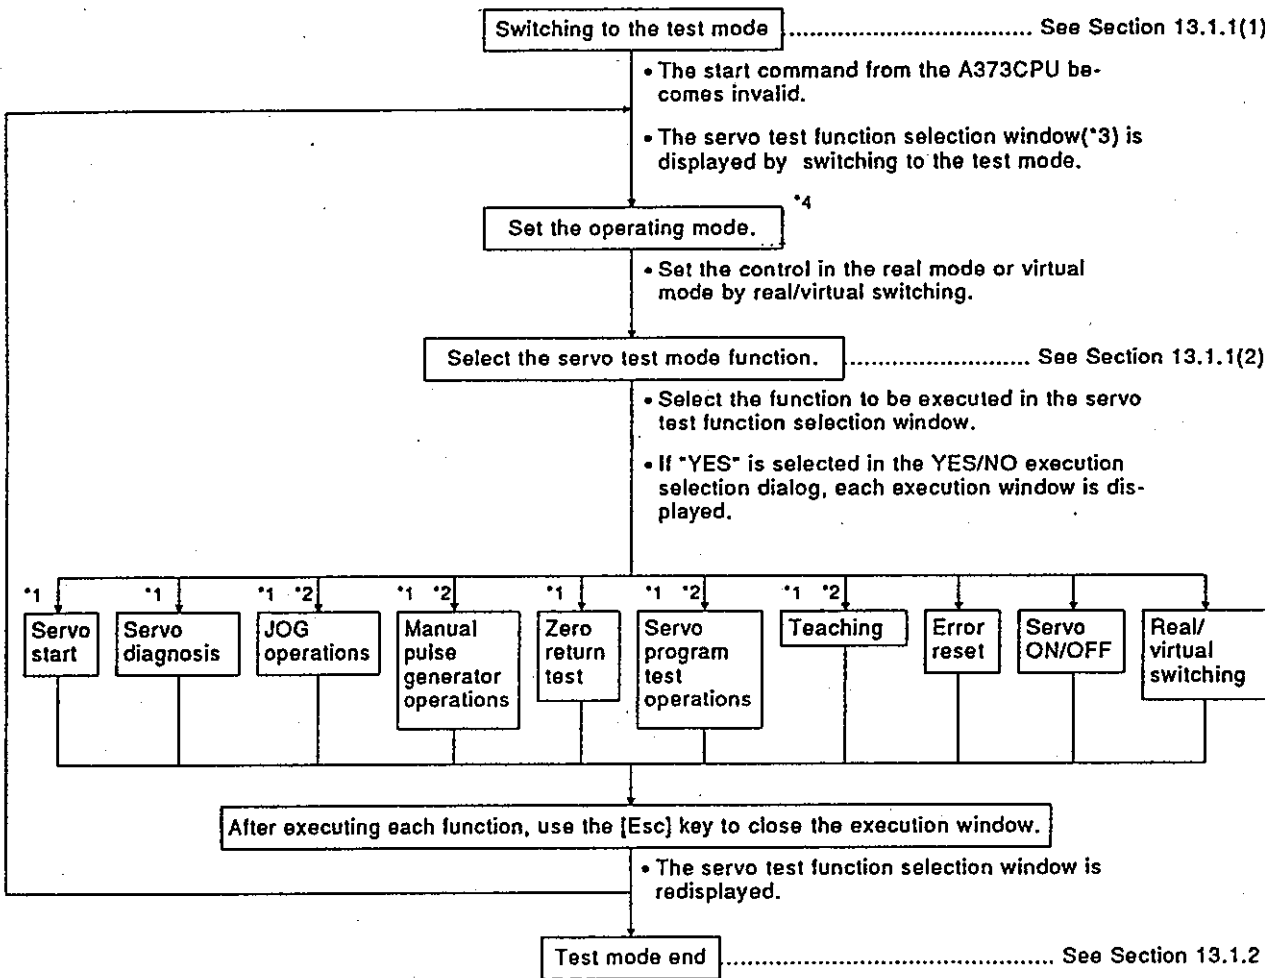 Switching to the test mode ................................. See Section 13.1.1(1)
• The start command from the A373CPU be-
comes invalid.
• The servo test function selection window(*3) is
displayed by switching to the test mode.
*4
Set the operating mode.
• Set the control in the real mode or virtual
mode by real/virtual switching.
Select the servo test mode function. ......................... See Section 13.1.1(2)
• Select the function to be executed in the servo
test function selection window.
• If "YES" is selected in the YES/NO execution
selection dialog, each execution window is dis-
played.
*1
Servo
start
*1
Servo
diagnosis
*1 *2
JOG
operations
*1 *2
Manual
pulse
generator
operations
*1
Zero
return
test
*1 *2
Servo
program
test
operations
*1 *2
Teaching
Error
reset
Servo
ON/OFF
Real/
virtual
switching
After executing each function, use the [Esc] key to close the execution window.
• The servo test function selection window is
redisplayed.
Test mode end ............................................... See Section 13.1.2